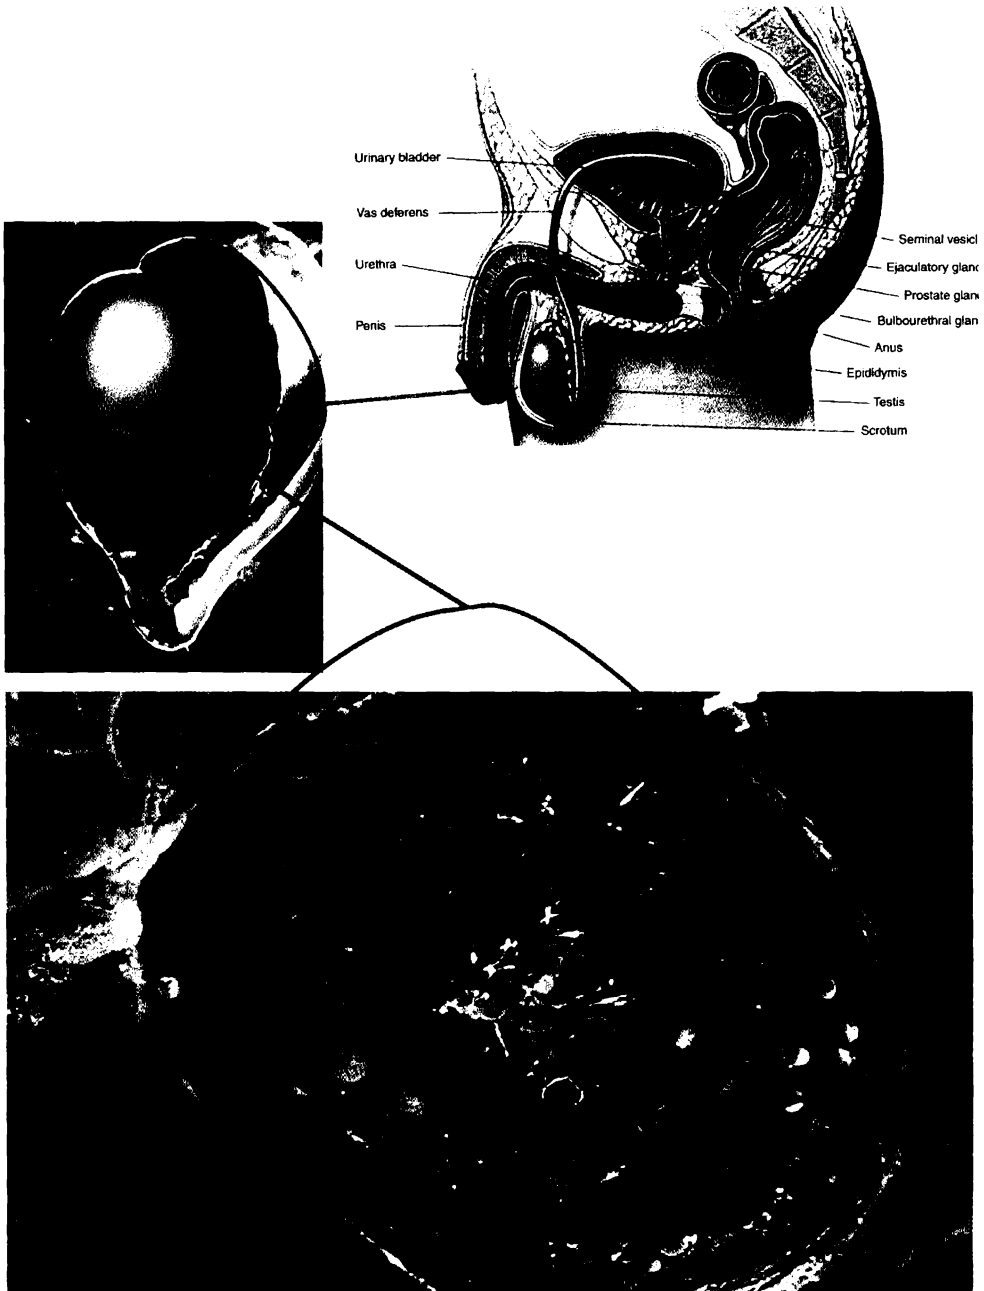 Urinary bladder
Vas deferens
Urethra
Penis
Seminal vesicl
Ejaculatory glanc
Prostate glan
Bulbourethral glan
Anus
Epididymis
Testis
Scrotum